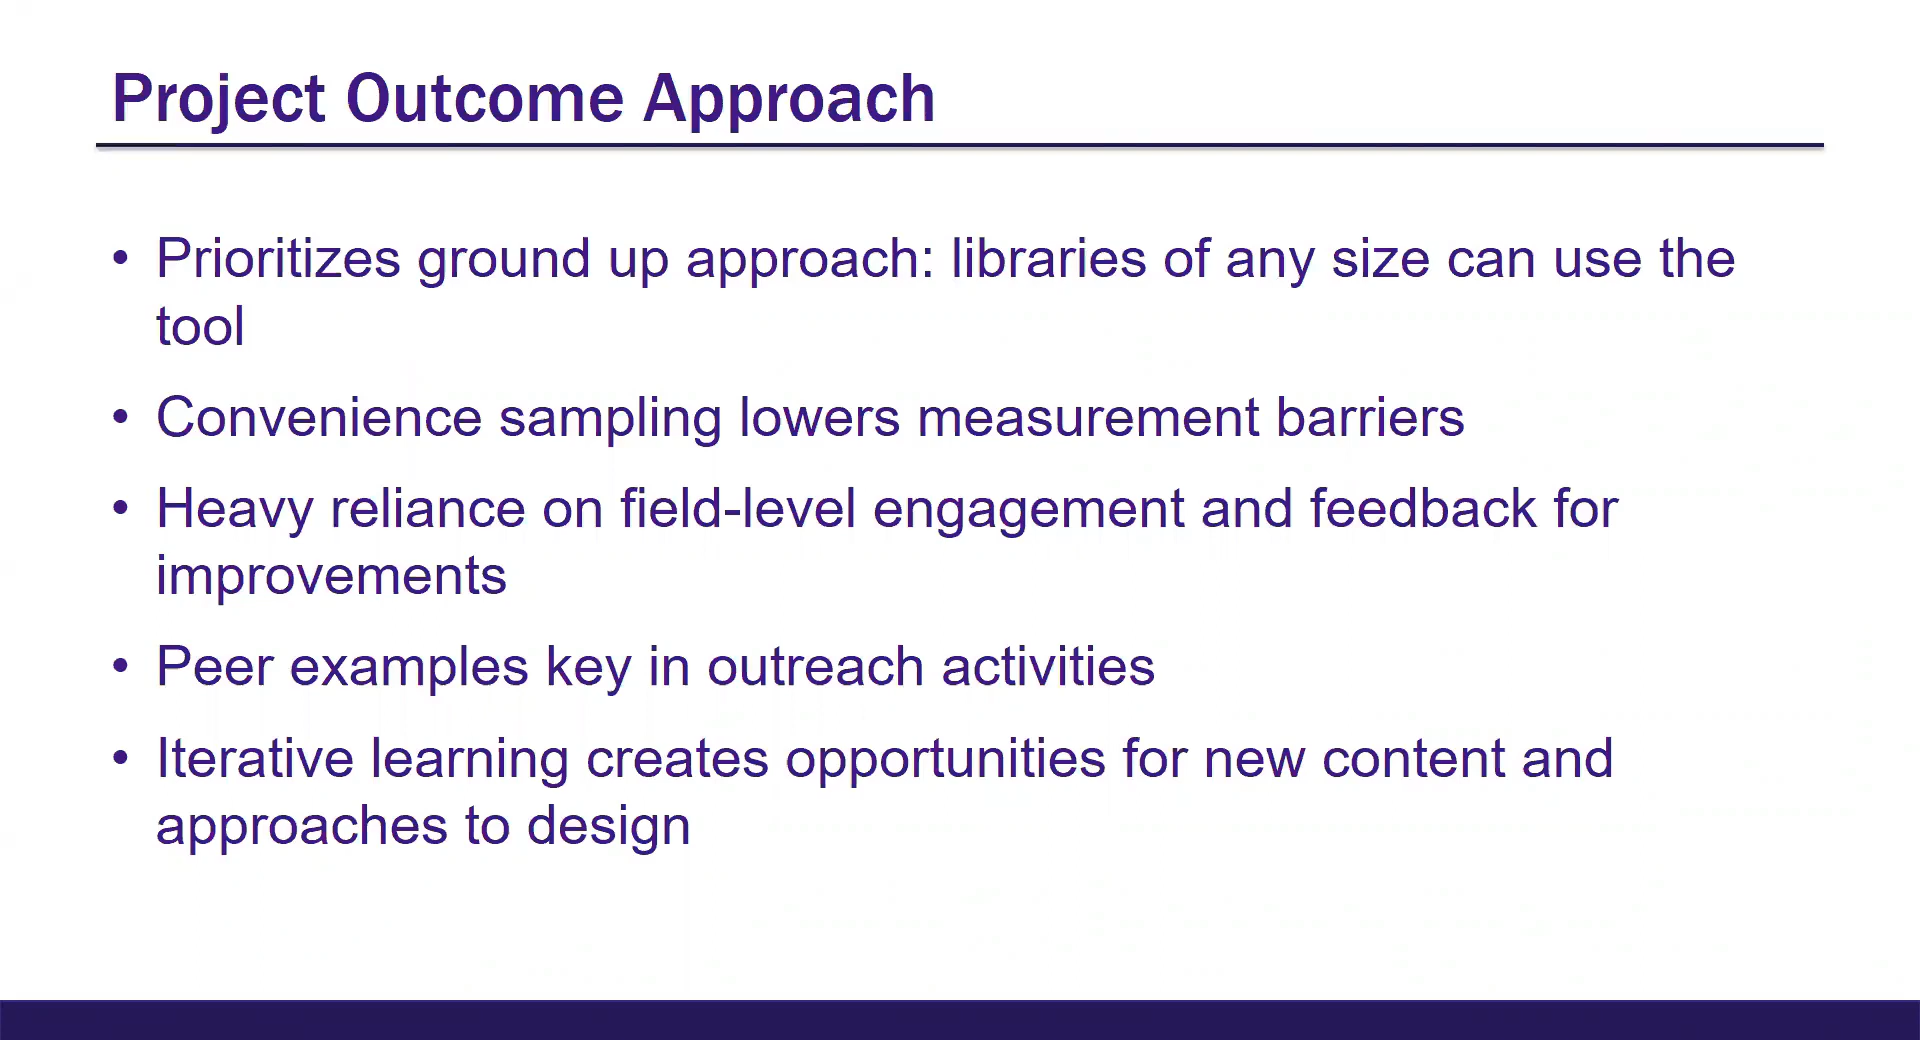 Project Outcome Approach
• Prioritizes ground up approach: libraries of any size can use the
tool
• Convenience sampling lowers measurement barriers
• Heavy reliance on field-level engagement and feedback for
improvements
• Peer examples key in outreach activities
• Iterative learning creates opportunities for new content and
approaches to design